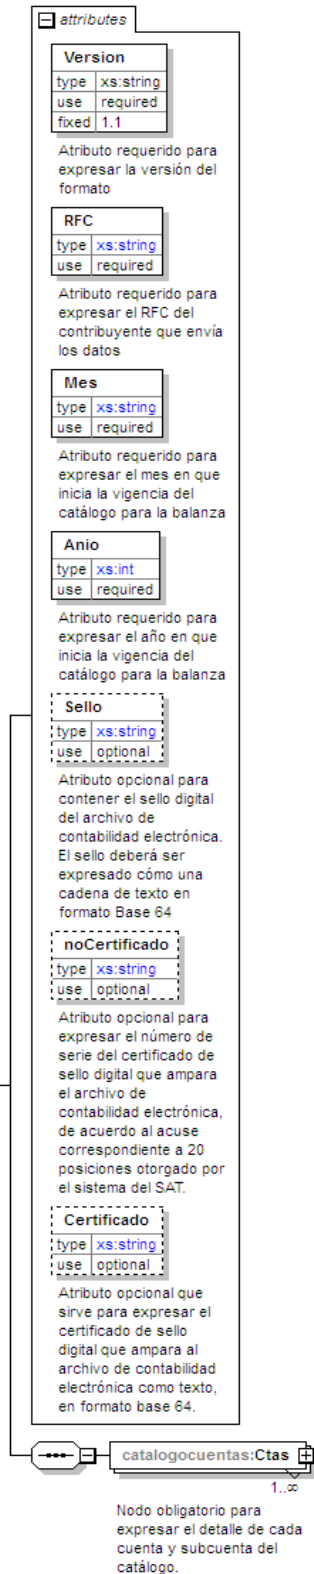 attributes
Version
type xs:string
use required
fixed 1.1
Atributo requerido para
expresar la versión del
formato
RFC
type xs:string
use required
Atributo requerido para
expresar el RFC del
contribuyente que envía
los datos
Mes
type xs:string
use required
Atributo requerido para
expresar el mes en que
inicia la vigencia del
catálogo para la balanza
Anio
type xs:int
use required
Atributo requerido para
expresar el año en que
inicia la vigencia del
catálogo para la balanza
Sello
type xs:string
use optional
Atributo opcional para
contener el sello digital
del archivo de
contabilidad electrónica.
El sello deberá ser
expresado cómo una
cadena de texto en
formato Base 64
noCertificado
type xs:string
use optional
Atributo opcional para
expresar el número de
serie del certificado de
sello digital que ampara
el archivo de
contabilidad electrónica,
de acuerdo al acuse
correspondiente a 20
posiciones otorgado por
el sistema del SAT.
Certificado
type xs:string
use optional
Atributo opcional que
sirve para expresar el
certificado de sello
digital que ampara al
archivo de contabilidad
electrónica como texto,
en formato base 64.
catalogocuentas:Ctas
1..∞
Nodo obligatorio para
expresar el detalle de cada
cuenta y subcuenta del
catálogo.